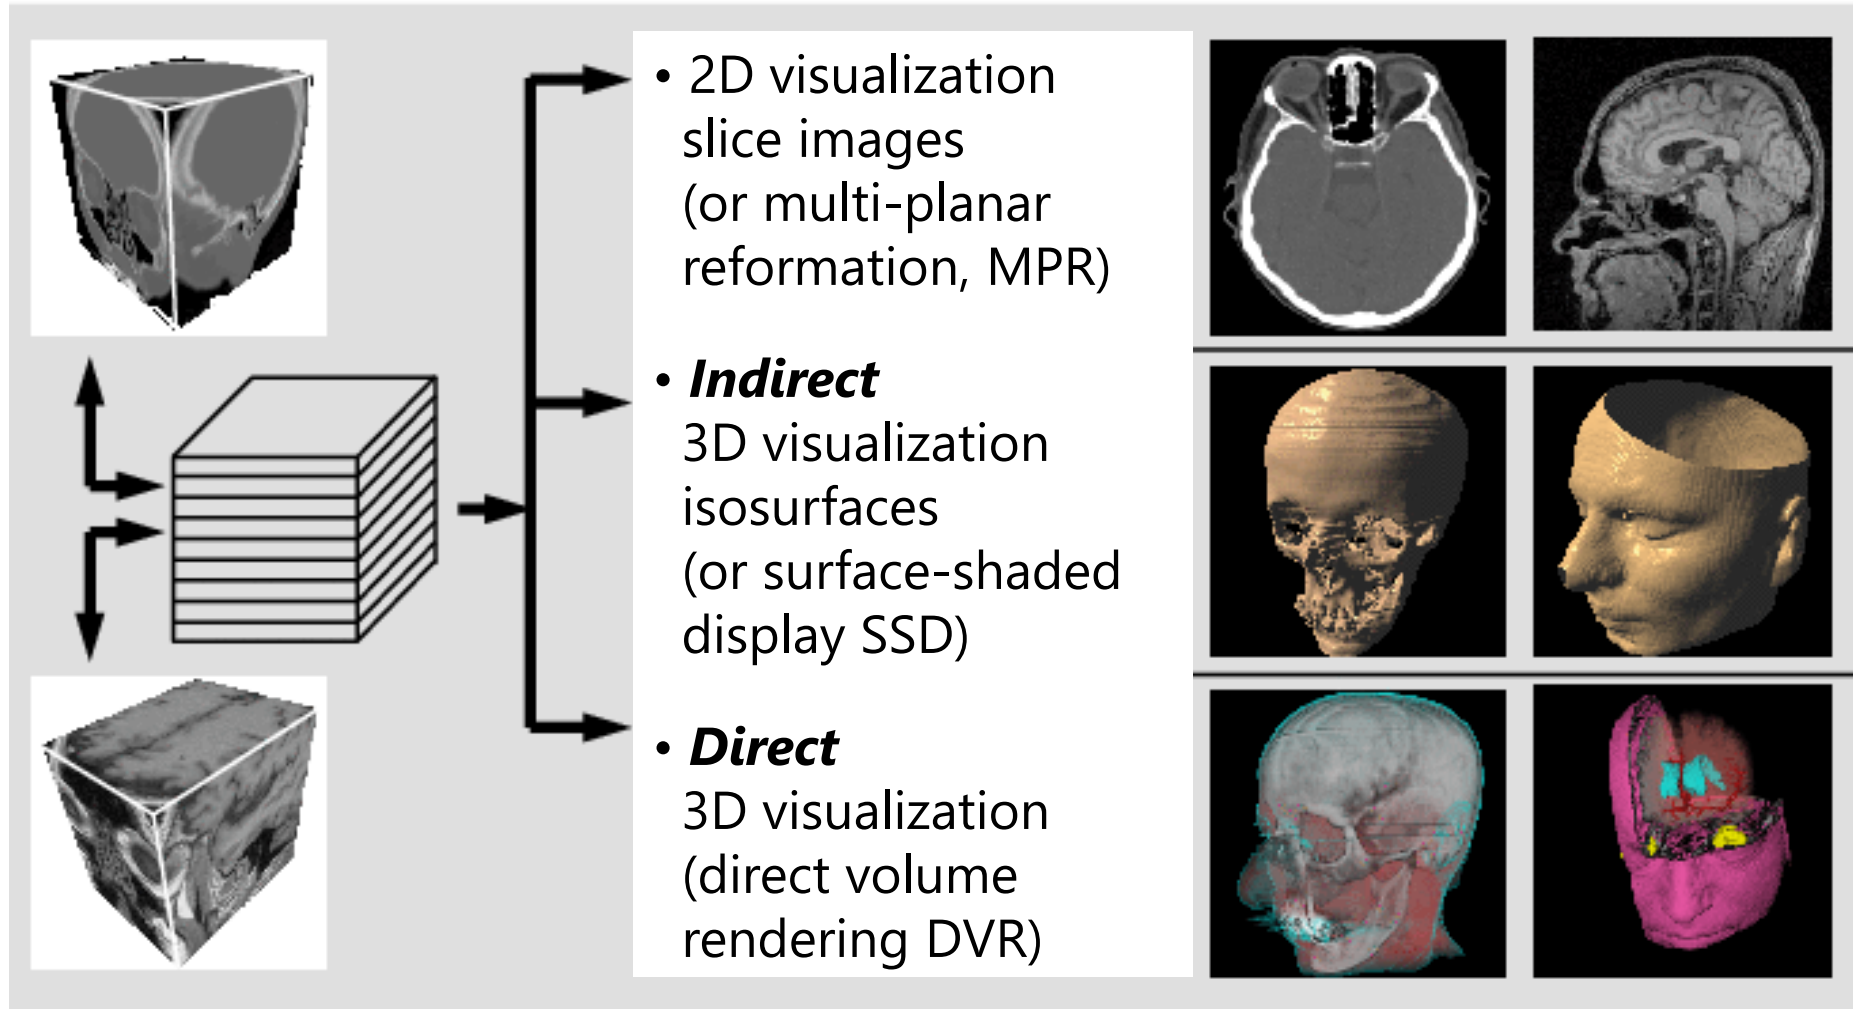 • 2D visualization
slice images
(or multi-planar
reformation, MPR)
• Indirect
3D visualization
isosurfaces
(or surface-shaded
display SSD)
• Direct
3D visualization
(direct volume
rendering DVR)